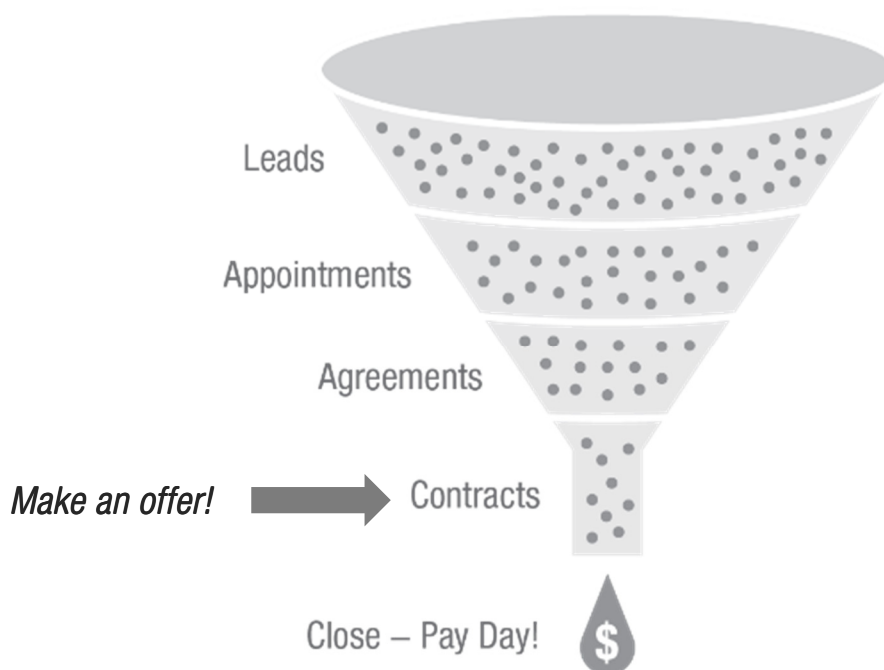 Leads
Appointments
Agreements
Make an offer!
Contracts
Close – Pay Day!
$